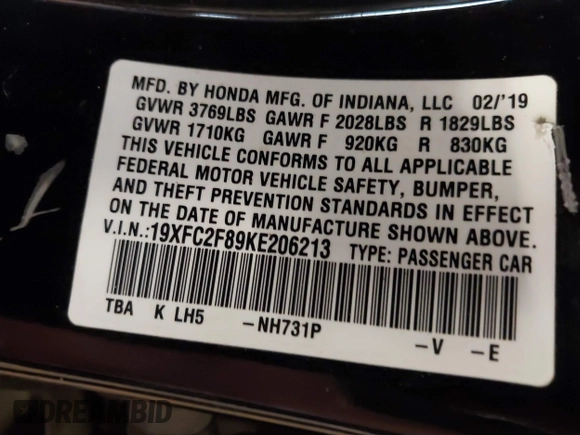 MFD. BY HONDA MFG. OF INDIANA, LLC 02/'19
GVWR 3769LBS GAWR F 2028LBS R 1829LBS
GVWR 1710KG GAWR F 920KG R 830KG
THIS VEHICLE CONFORMS TO ALL APPLICABLE
FEDERAL MOTOR VEHICLE SAFETY, BUMPER,
AND THEFT PREVENTION STANDARDS IN EFFECT
ON THE DATE OF MANUFACTURE SHOWN ABOVE.
V.I.N.:19XFC2F89KE206213 TYPE: PASSENGER CAR
TBA K LH5 -NH731P -V -E
DREAMBID